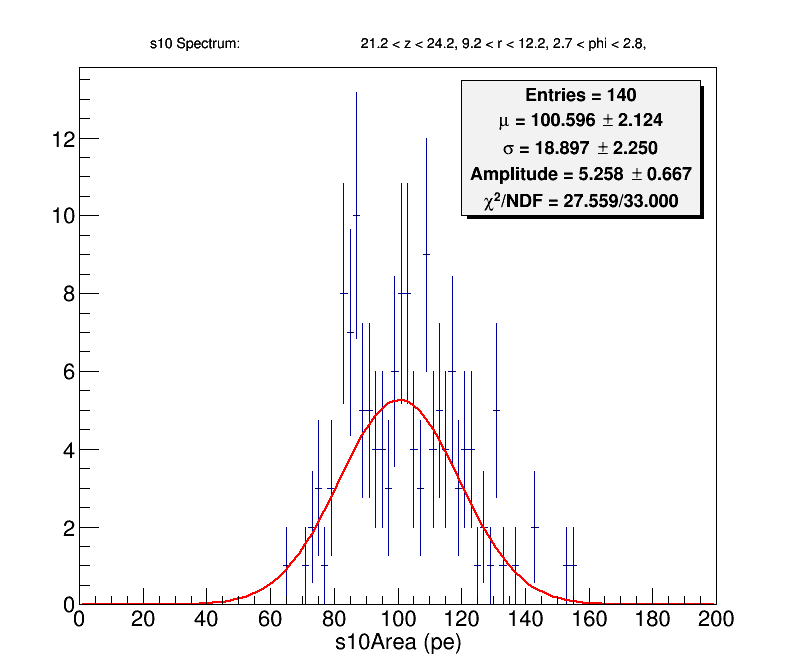 s10 Spectrum: 21.2 < z < 24.2, 9.2 < r < 12.2, 2.7 < phi < 2.8,
Entries = 140
μ = 100.596 ± 2.124
σ = 18.897 ± 2.250
Amplitude = 5.258 ± 0.667
χ²/NDF = 27.559/33.000
12
10
8
6
4
2
0
0 20 40 60 80 100 120 140 160 180 200
s10Area (pe)